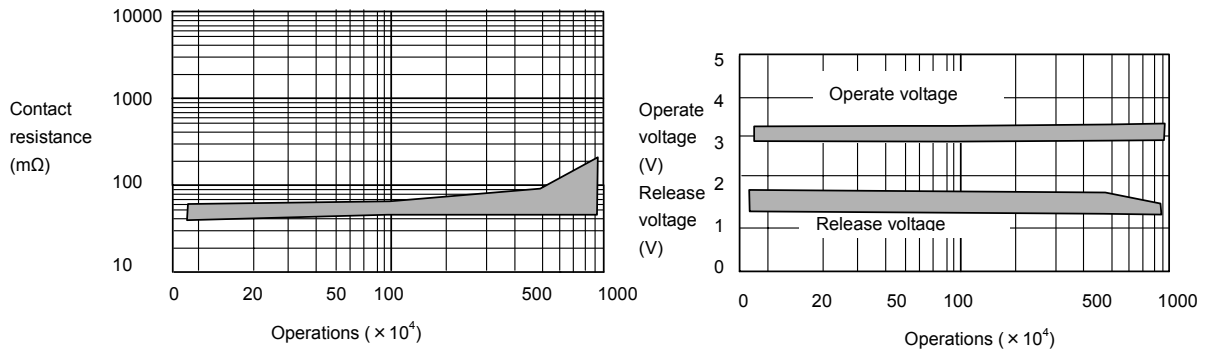 10000
1000
100
10
Contact
resistance
(mΩ)
0 20 50 100 500 1000
Operations (×10⁴)
5
4
3
2
1
0
Operate
voltage
(V)
Release
voltage
(V)
Operate voltage
Release voltage
0 20 50 100 500 1000
Operations (×10⁴)